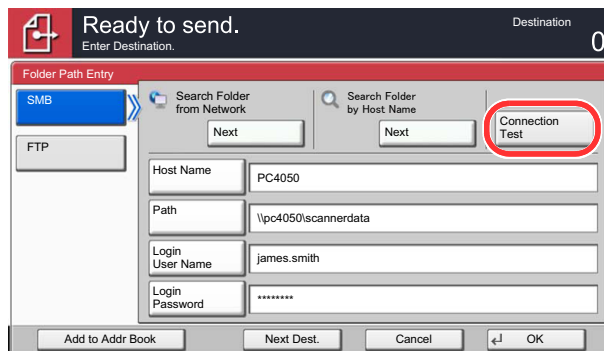 Ready to send.
Destination
Enter Destination.
0
Folder Path Entry
SMB
FTP
Search Folder
from Network
Next
Search Folder
by Host Name
Next
Connection
Test
Host Name
PC4050
Path
\\pc4050\scannerdata
Login
User Name
james.smith
Login
Password
********
Add to Addr Book
Next Dest.
Cancel
OK